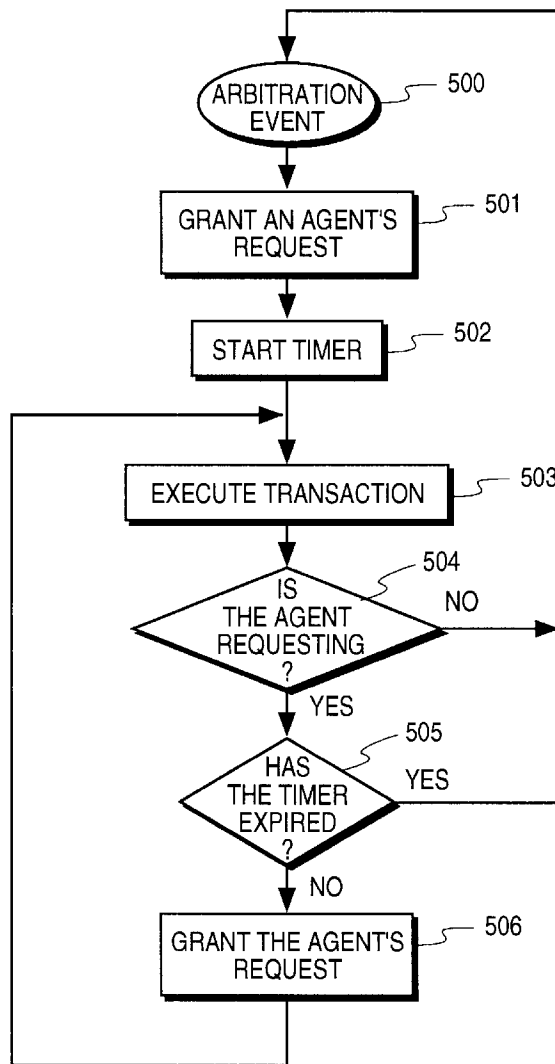 ARBITRATION
EVENT
500
GRANT AN AGENT'S
REQUEST
501
START TIMER
502
EXECUTE TRANSACTION
503
IS
THE AGENT
REQUESTING
?
504
NO
YES
HAS
THE TIMER
EXPIRED
?
505
YES
NO
GRANT THE AGENT'S
REQUEST
506